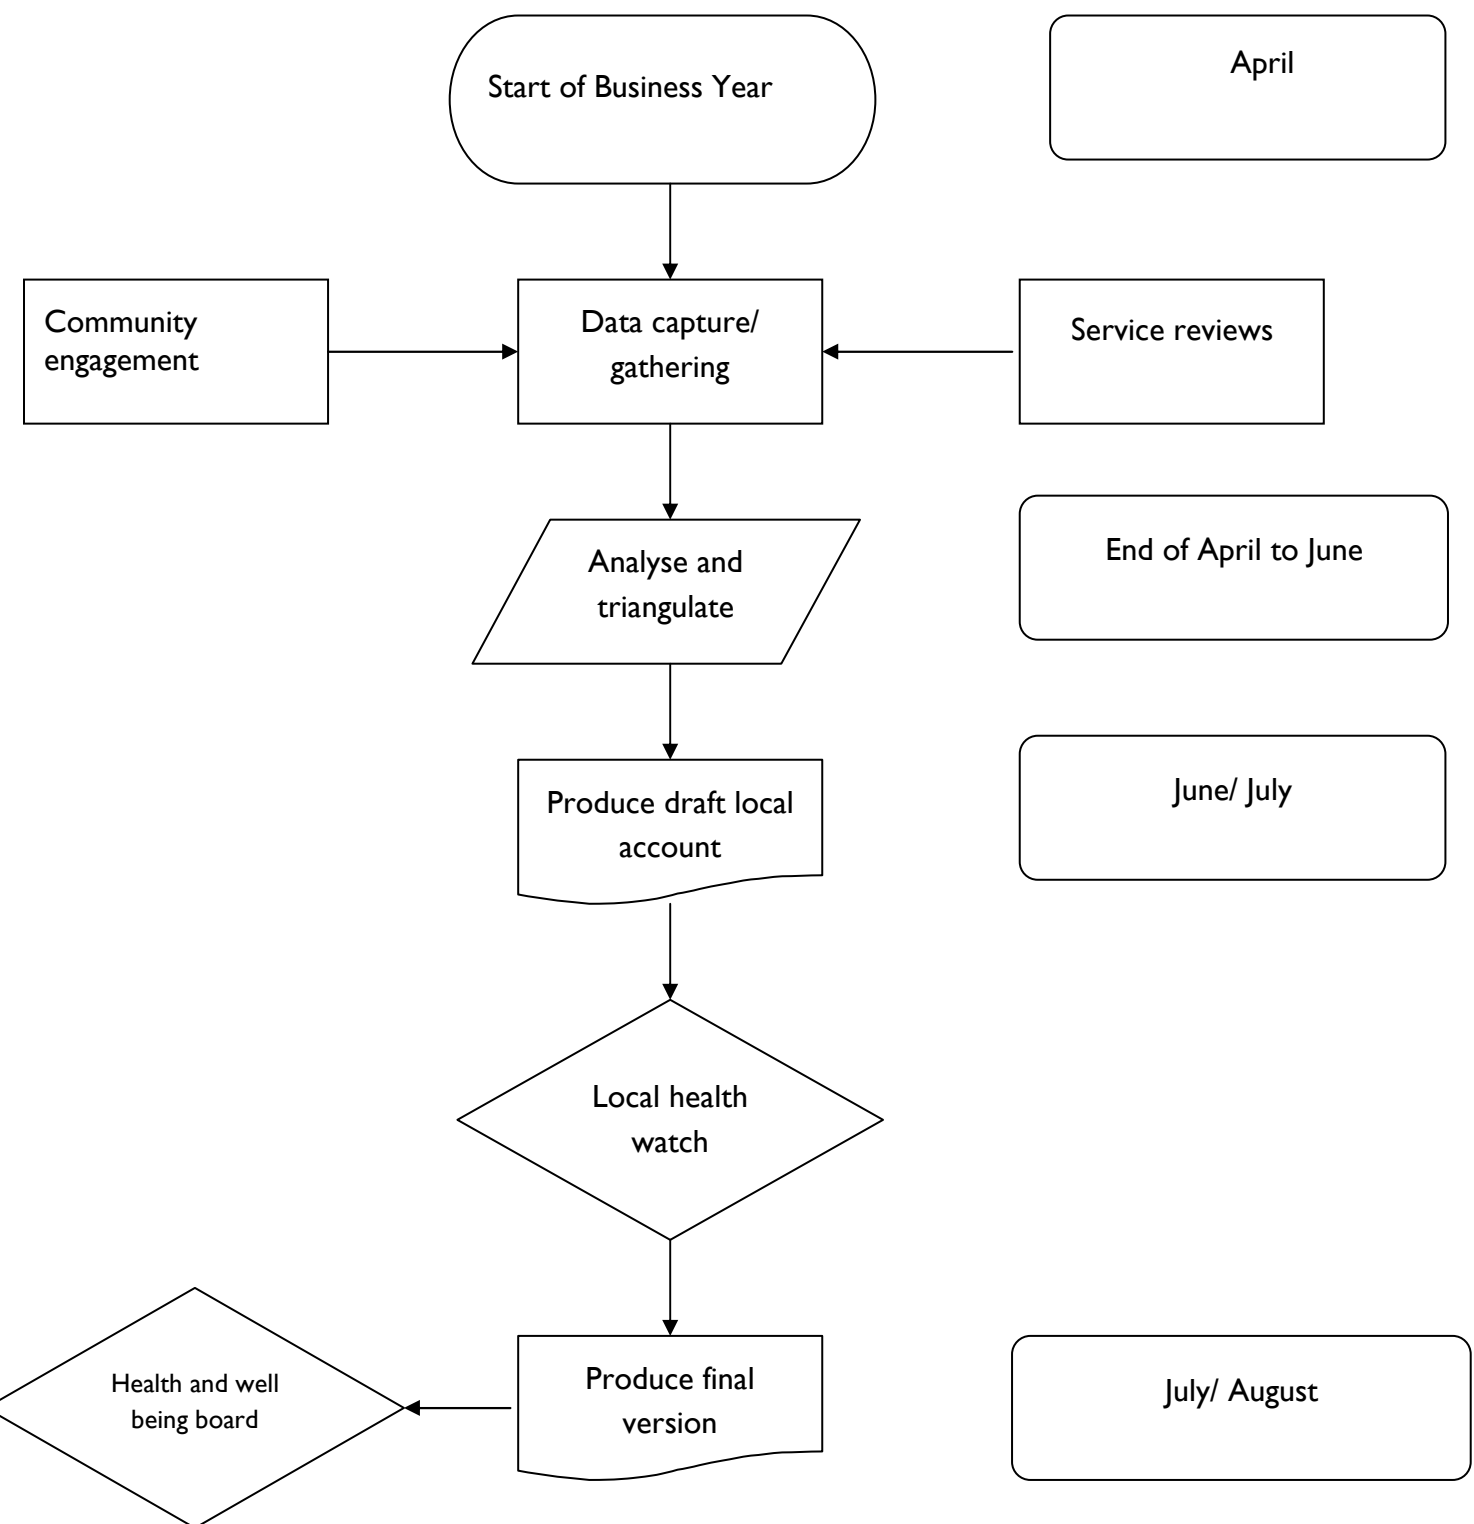 Start of Business Year
April
Community
engagement
Data capture/
gathering
Service reviews
Analyse and
triangulate
End of April to June
Produce draft local
account
June/ July
Local health
watch
Health and well
being board
Produce final
version
July/ August